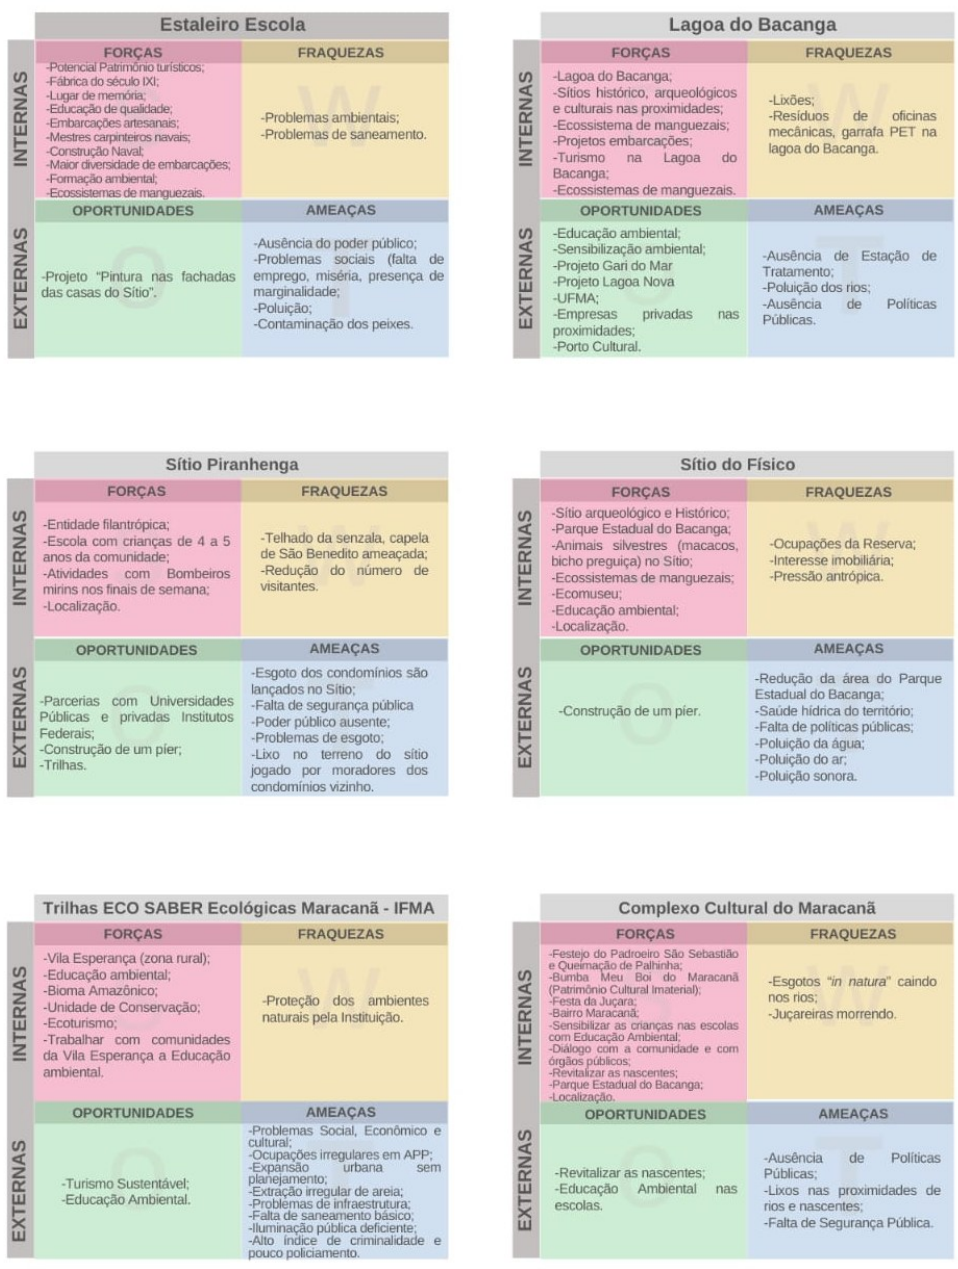 Estaleiro Escola
INTERNAS
FORÇAS
-Potencial Patrimônio turísticos;
-Fábrica do século IXI;
-Lugar de memória;
-Educação de qualidade;
-Embarcações artesanais;
-Mestres carpinteiros navais;
-Construção Naval;
-Maior diversidade de embarcações;
-Formação ambiental;
-Ecossistemas de manguezais.
FRAQUEZAS
W
-Problemas ambientais;
-Problemas de saneamento.
EXTERNAS
OPORTUNIDADES
O
-Projeto “Pintura nas fachadas
das casas do Sítio”.
AMEAÇAS
T
-Ausência do poder público;
-Problemas sociais (falta de
emprego, miséria, presença de
marginalidade;
-Poluição;
-Contaminação dos peixes.
Lagoa do Bacanga
INTERNAS
FORÇAS
-Lagoa do Bacanga;
-Sítios histórico, arqueológicos
e culturais nas proximidades;
-Ecossistema de manguezais;
-Projetos embarcações;
-Turismo na Lagoa do
Bacanga;
-Ecossistemas de manguezais.
FRAQUEZAS
W
-Lixões;
-Resíduos de oficinas
mecânicas, garrafa PET na
lagoa do Bacanga.
EXTERNAS
OPORTUNIDADES
O
-Educação ambiental;
-Sensibilização ambiental;
-Projeto Gari do Mar
-Projeto Lagoa Nova
-UFMA;
-Empresas privadas nas
proximidades;
-Porto Cultural.
AMEAÇAS
T
-Ausência de Estação de
Tratamento;
-Poluição dos rios;
-Ausência de Políticas
Públicas.
Sítio Piranhenga
INTERNAS
FORÇAS
-Entidade filantrópica;
-Escola com crianças de 4 a 5
anos da comunidade;
-Atividades com Bombeiros
mirins nos finais de semana;
-Localização.
FRAQUEZAS
W
-Telhado da senzala, capela
de São Benedito ameaçada;
-Redução do número de
visitantes.
EXTERNAS
OPORTUNIDADES
O
-Parcerias com Universidades
Públicas e privadas Institutos
Federais;
-Construção de um píer;
-Trilhas.
AMEAÇAS
T
-Esgoto dos condomínios são
lançados no Sítio;
-Falta de segurança pública
-Poder público ausente;
-Problemas de esgoto;
-Lixo no terreno do sítio
jogado por moradores dos
condomínios vizinho.
Sítio do Físico
INTERNAS
FORÇAS
-Sítio arqueológico e Histórico;
-Parque Estadual do Bacanga;
-Animais silvestres (macacos,
bicho preguiça) no Sítio;
-Ecossistemas de manguezais;
-Ecomuseu;
-Educação ambiental;
-Localização.
FRAQUEZAS
W
-Ocupações da Reserva;
-Interesse imobiliária;
-Pressão antrópica.
EXTERNAS
OPORTUNIDADES
O
-Construção de um píer.
AMEAÇAS
T
-Redução da área do Parque
Estadual do Bacanga;
-Saúde hídrica do território;
-Falta de políticas públicas;
-Poluição da água;
-Poluição do ar;
-Poluição sonora.
Trilhas ECO SABER Ecológicas Maracanã - IFMA
INTERNAS
FORÇAS
-Vila Esperança (zona rural);
-Educação ambiental;
-Bioma Amazônico;
-Unidade de Conservação;
-Ecoturismo;
-Trabalhar com comunidades
da Vila Esperança a Educação
ambiental.
FRAQUEZAS
W
-Proteção dos ambientes
naturais pela Instituição.
EXTERNAS
OPORTUNIDADES
O
-Turismo Sustentável;
-Educação Ambiental.
AMEAÇAS
T
-Problemas Social, Econômico e
cultural;
-Ocupações irregulares em APP;
-Expansão urbana sem
planejamento;
-Extração irregular de areia;
-Problemas de infraestrutura;
-Falta de saneamento básico;
-Iluminação pública deficiente;
-Alto índice de criminalidade e
pouco policiamento.
Complexo Cultural do Maracanã
INTERNAS
FORÇAS
-Festejo do Padroeiro São Sebastião
e Queimação de Palhinha;
-Bumba Meu Boi do Maracanã
(Patrimônio Cultural Imaterial);
-Festa da Juçara;
-Bairro Maracanã;
-Sensibilizar as crianças nas escolas
com Educação Ambiental;
-Diálogo com a comunidade e com
órgãos públicos;
-Revitalizar as nascentes;
-Parque Estadual do Bacanga;
-Localização.
FRAQUEZAS
W
-Esgotos “in natura” caindo
nos rios;
-Juçareiras morrendo.
EXTERNAS
OPORTUNIDADES
O
-Revitalizar as nascentes;
-Educação Ambiental nas
escolas.
AMEAÇAS
T
-Ausência de Políticas
Públicas;
-Lixos nas proximidades de
rios e nascentes;
-Falta de Segurança Pública.